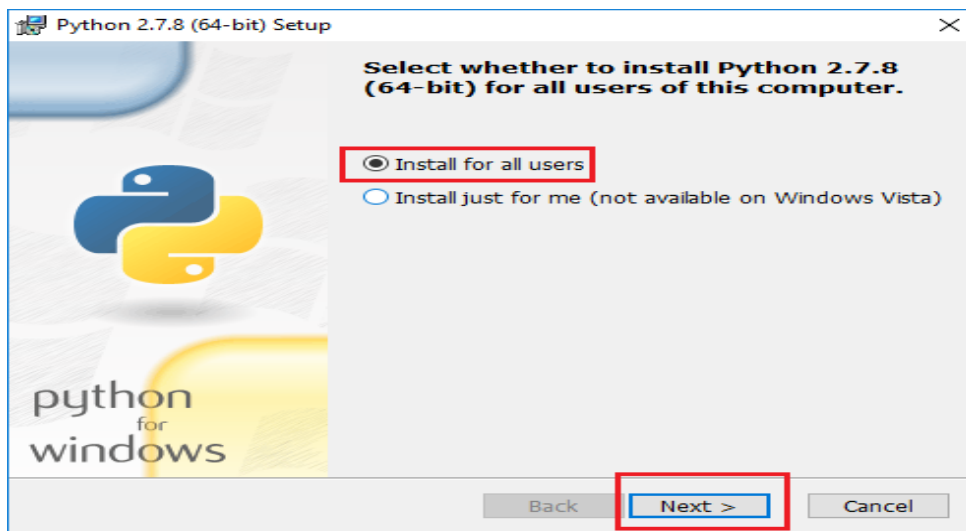 Python 2.7.8 (64-bit) Setup
Select whether to install Python 2.7.8
(64-bit) for all users of this computer.
Install for all users
Install just for me (not available on Windows Vista)
python
for
windows
Back
Next >
Cancel